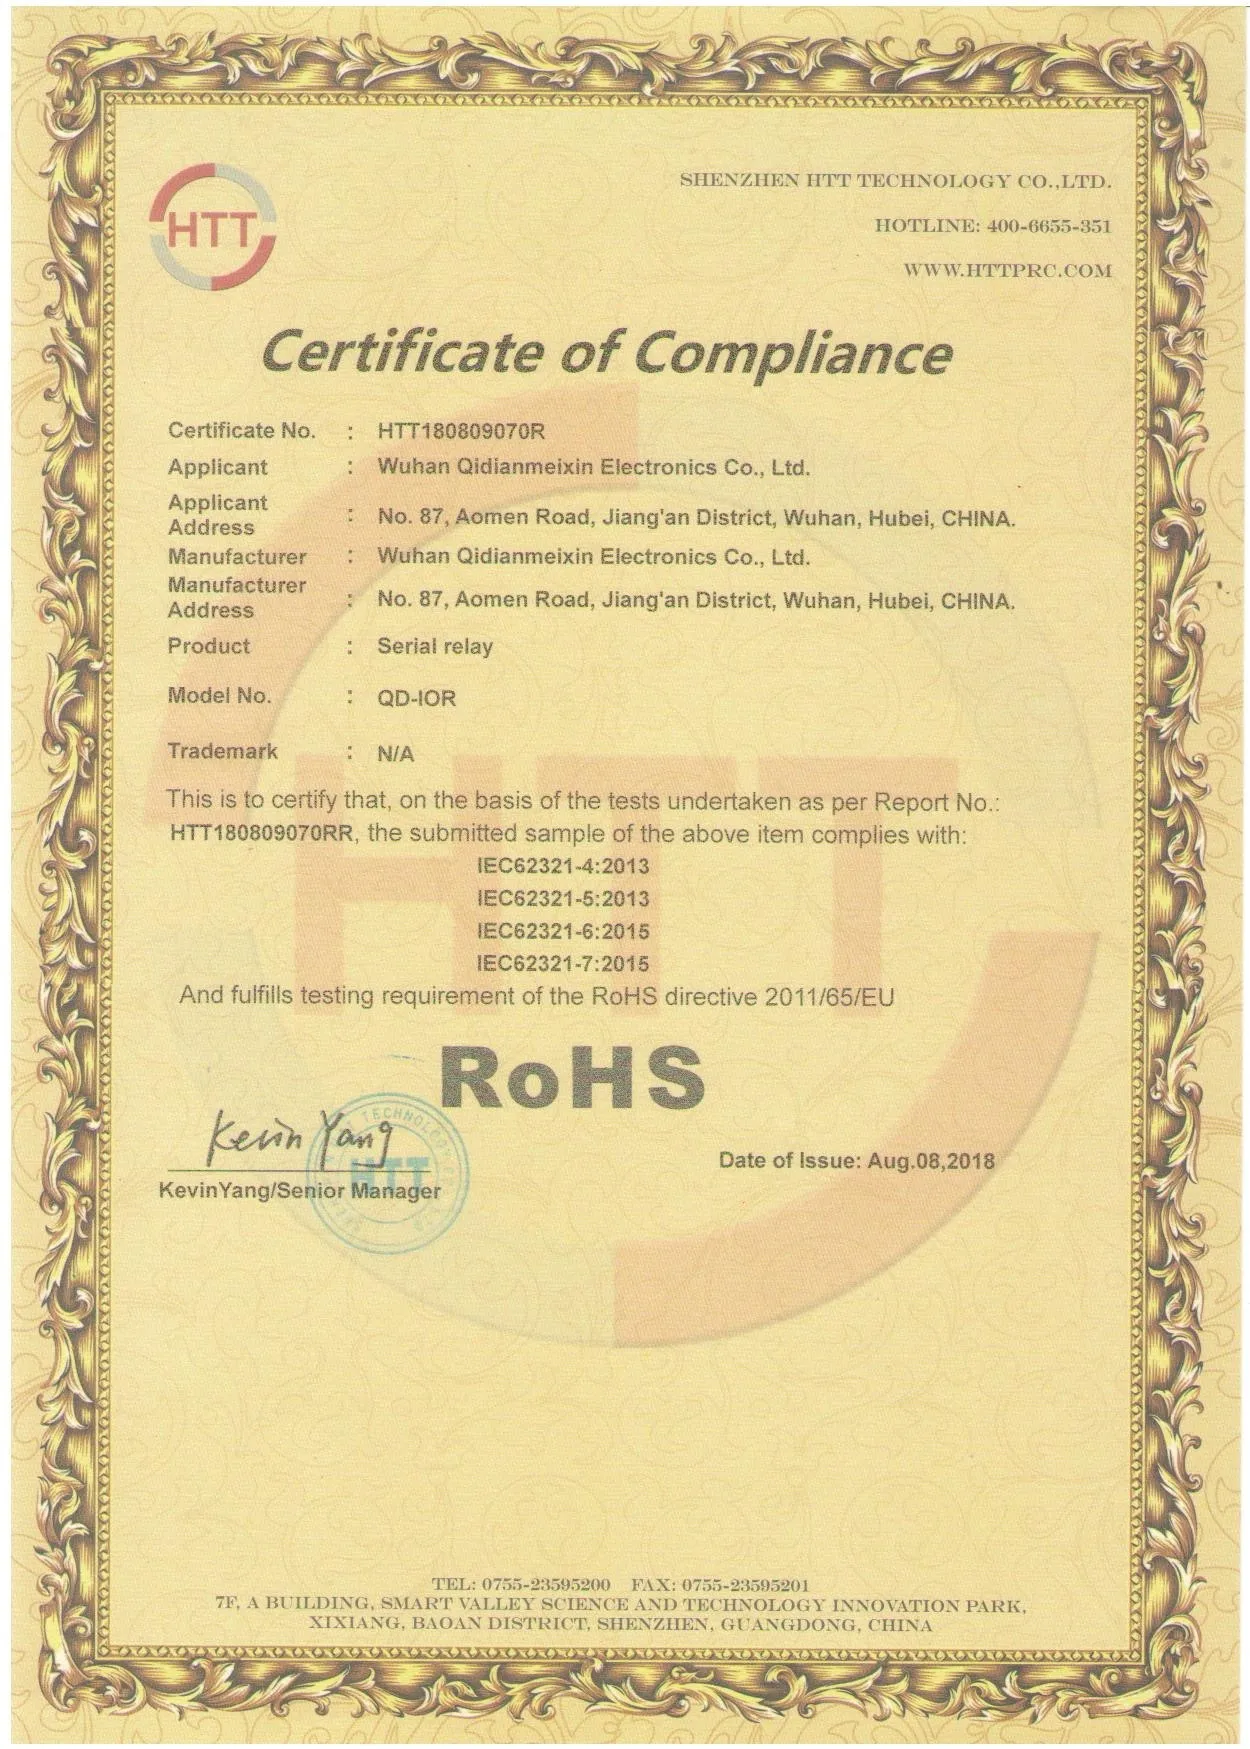 HTT
SHENZHEN HTT TECHNOLOGY CO.,LTD.
HOTLINE: 400-6655-351
WWW.HTTPRC.COM
Certificate of Compliance
Certificate No. : HTT180809070R
Applicant : Wuhan Qidianmeixin Electronics Co., Ltd.
Applicant
Address : No. 87, Aomen Road, Jiang'an District, Wuhan, Hubei, CHINA.
Manufacturer : Wuhan Qidianmeixin Electronics Co., Ltd.
Manufacturer
Address : No. 87, Aomen Road, Jiang'an District, Wuhan, Hubei, CHINA.
Product : Serial relay
Model No. : QD-IOR
Trademark : N/A
HTT
This is to certify that, on the basis of the tests undertaken as per Report No.:
HTT180809070RR, the submitted sample of the above item complies with:
IEC62321-4:2013
IEC62321-5:2013
IEC62321-6:2015
IEC62321-7:2015
And fulfills testing requirement of the RoHS directive 2011/65/EU
RoHS
Kevin Yang
TECHNOLOGY
HTT
KevinYang/Senior Manager
Date of Issue: Aug.08,2018
TEL: 0755-23595200 FAX: 0755-23595201
7F, A BUILDING, SMART VALLEY SCIENCE AND TECHNOLOGY INNOVATION PARK,
XIXIANG, BAOAN DISTRICT, SHENZHEN, GUANGDONG, CHINA